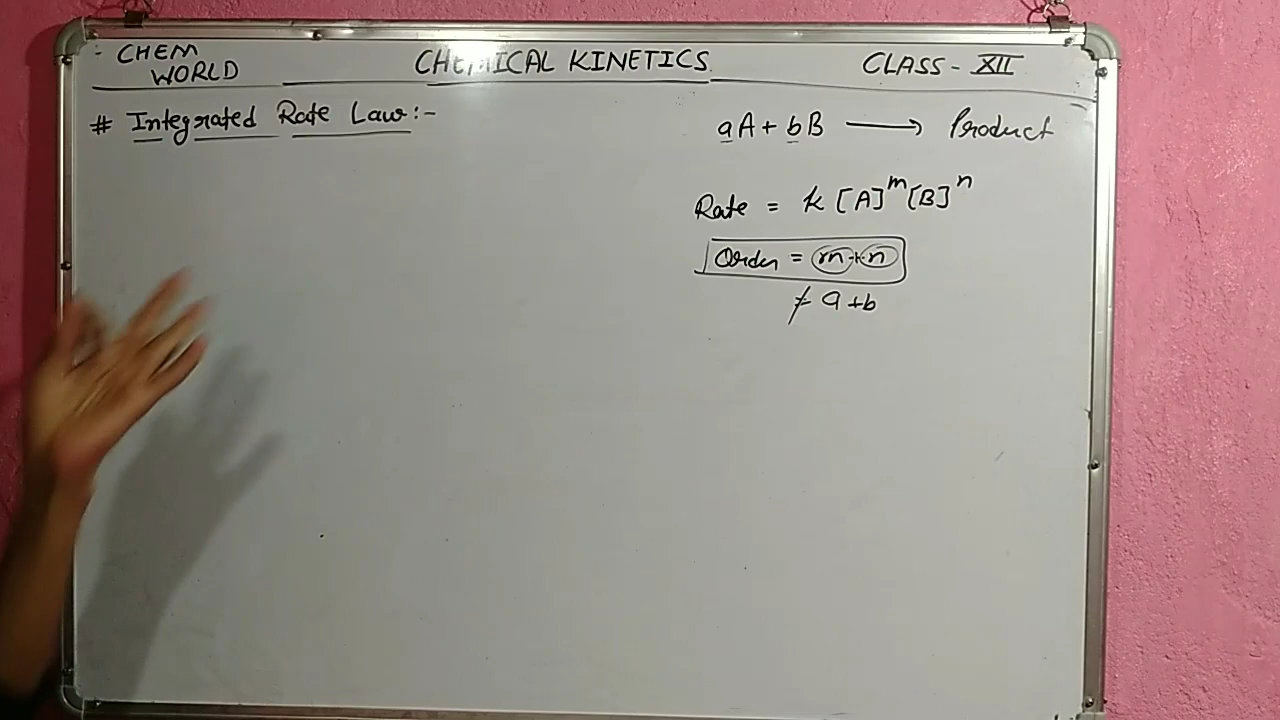 CHEM WORLD
CHEMICAL KINETICS
CLASS - XII
# Integrated Rate Law :-
aA + bB ⟶ Product
Rate = k [A]^m [B]^n
Order = m + n
≠ a + b